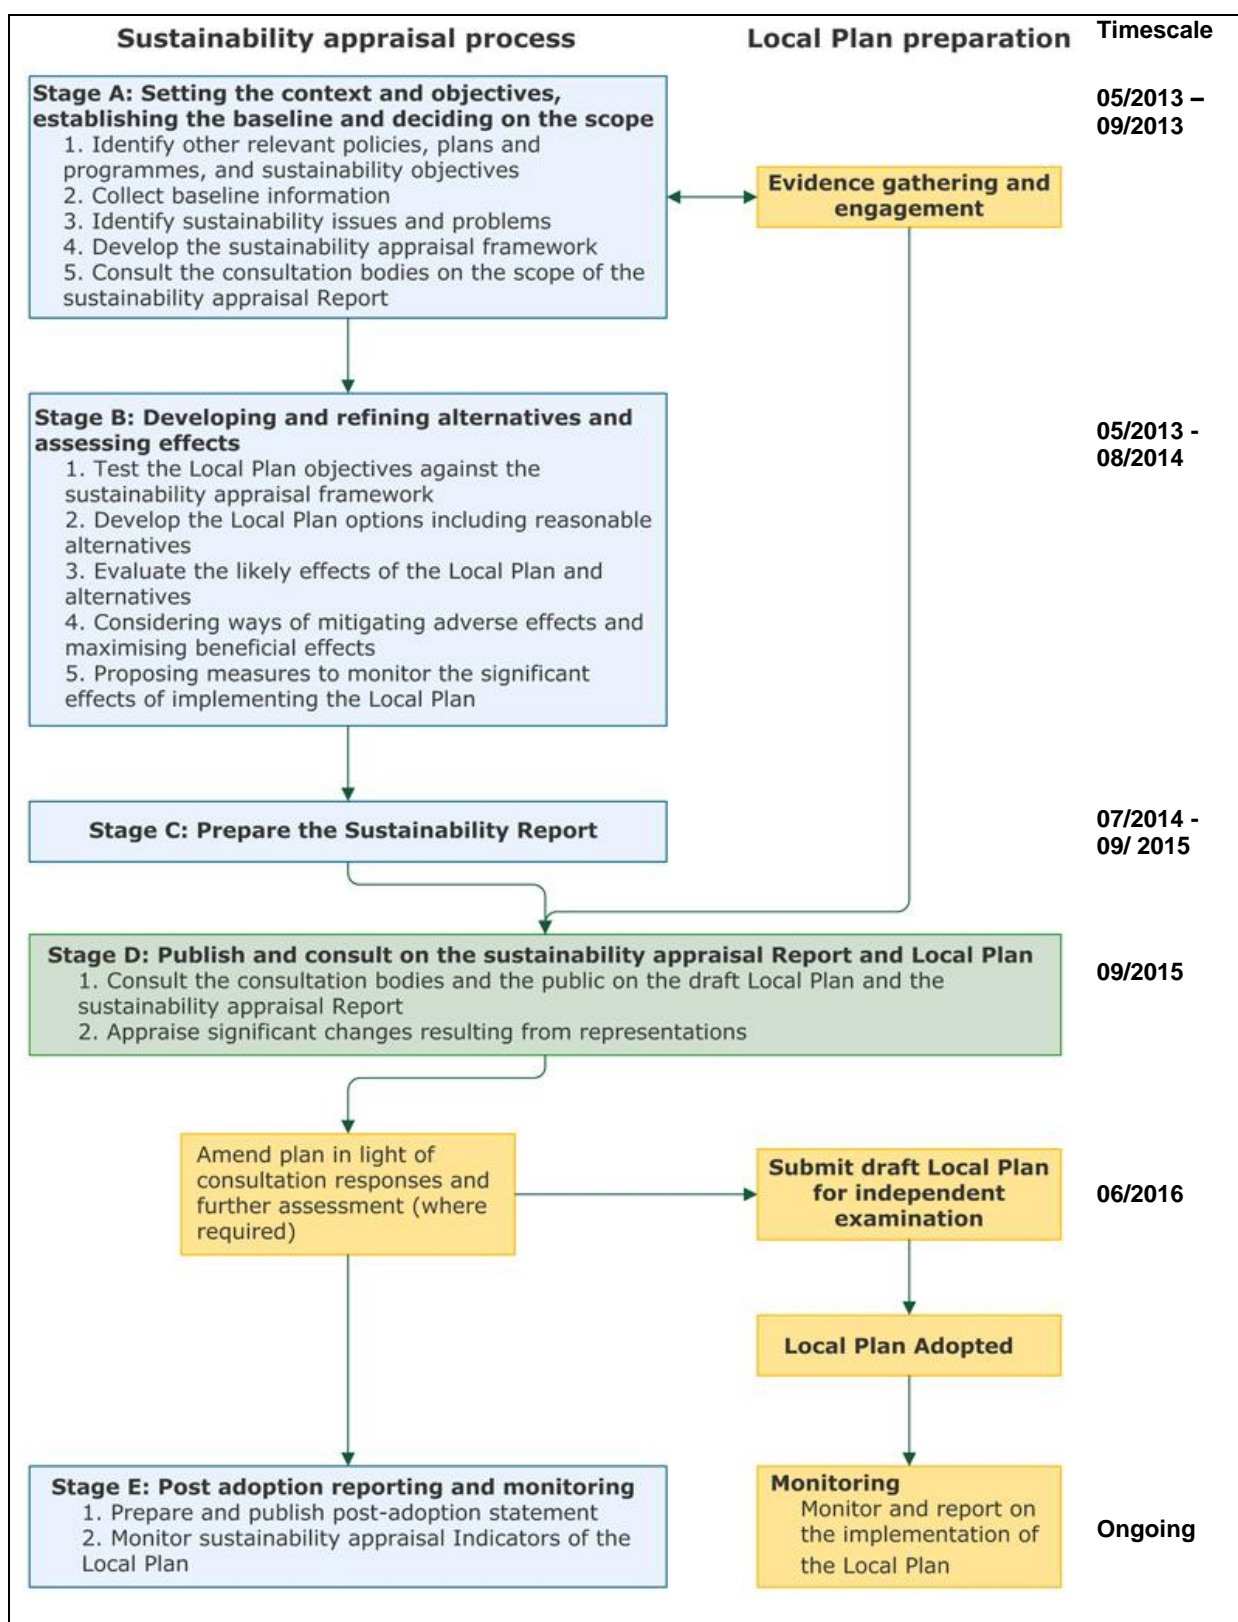 Sustainability appraisal process
Local Plan preparation
Timescale
Stage A: Setting the context and objectives,
establishing the baseline and deciding on the scope
1. Identify other relevant policies, plans and
programmes, and sustainability objectives
2. Collect baseline information
3. Identify sustainability issues and problems
4. Develop the sustainability appraisal framework
5. Consult the consultation bodies on the scope of the
sustainability appraisal Report
Evidence gathering and
engagement
05/2013 –
09/2013
Stage B: Developing and refining alternatives and
assessing effects
1. Test the Local Plan objectives against the
sustainability appraisal framework
2. Develop the Local Plan options including reasonable
alternatives
3. Evaluate the likely effects of the Local Plan and
alternatives
4. Considering ways of mitigating adverse effects and
maximising beneficial effects
5. Proposing measures to monitor the significant
effects of implementing the Local Plan
05/2013 -
08/2014
Stage C: Prepare the Sustainability Report
07/2014 -
09/ 2015
Stage D: Publish and consult on the sustainability appraisal Report and Local Plan
1. Consult the consultation bodies and the public on the draft Local Plan and the
sustainability appraisal Report
2. Appraise significant changes resulting from representations
09/2015
Amend plan in light of
consultation responses and
further assessment (where
required)
Submit draft Local Plan
for independent
examination
06/2016
Local Plan Adopted
Stage E: Post adoption reporting and monitoring
1. Prepare and publish post-adoption statement
2. Monitor sustainability appraisal Indicators of the
Local Plan
Monitoring
Monitor and report on
the implementation of
the Local Plan
Ongoing